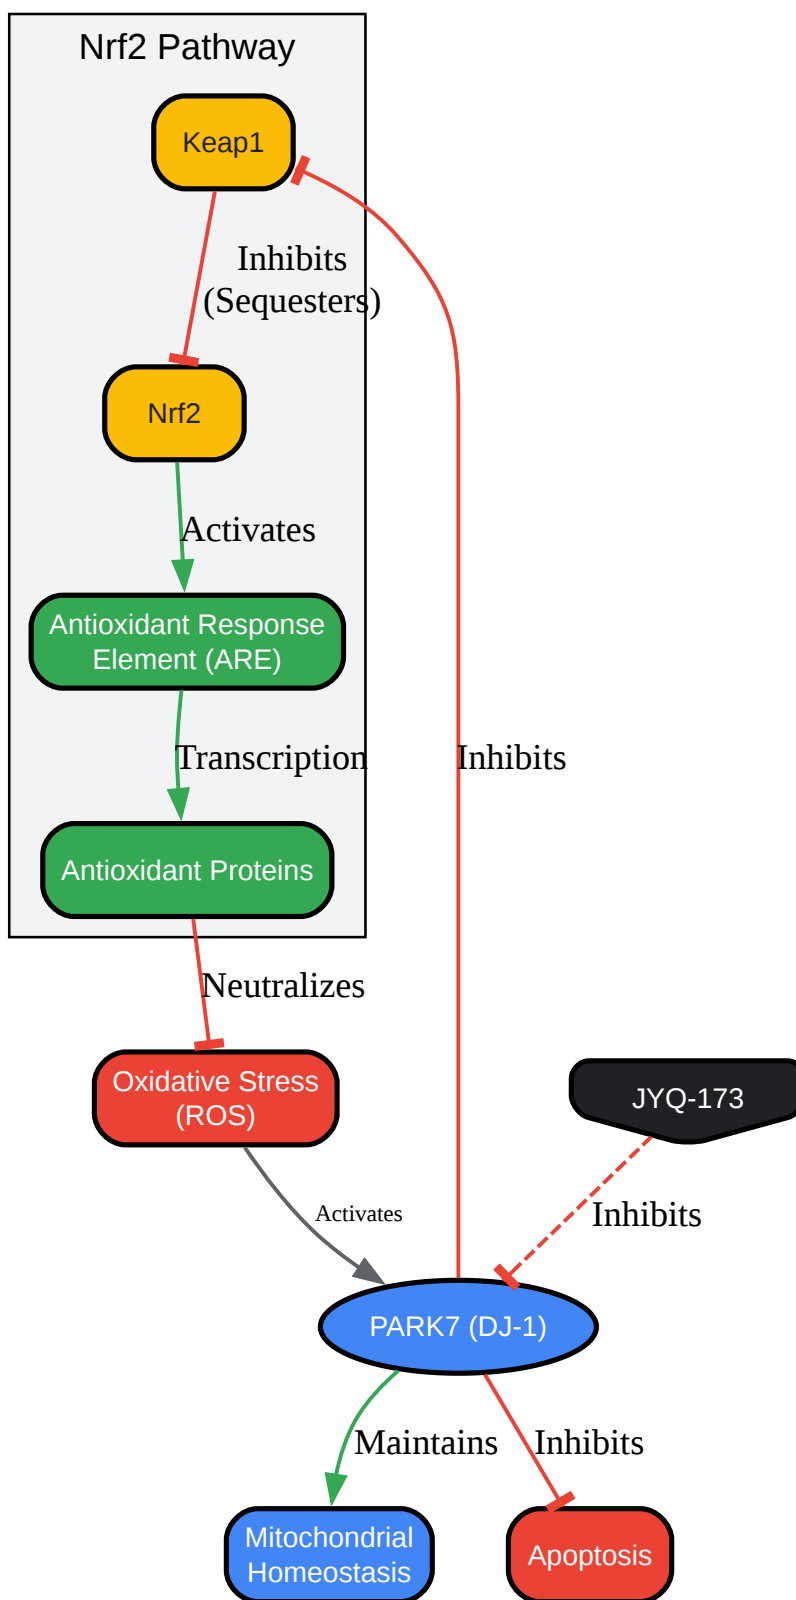 Nrf2 Pathway
Keap1
Inhibits
(Sequesters)
Nrf2
Activates
Antioxidant Response
Element (ARE)
Transcription
Inhibits
Antioxidant Proteins
Neutralizes
Oxidative Stress
(ROS)
JYQ-173
Activates
Inhibits
PARK7 (DJ-1)
Maintains
Inhibits
Mitochondrial
Homeostasis
Apoptosis